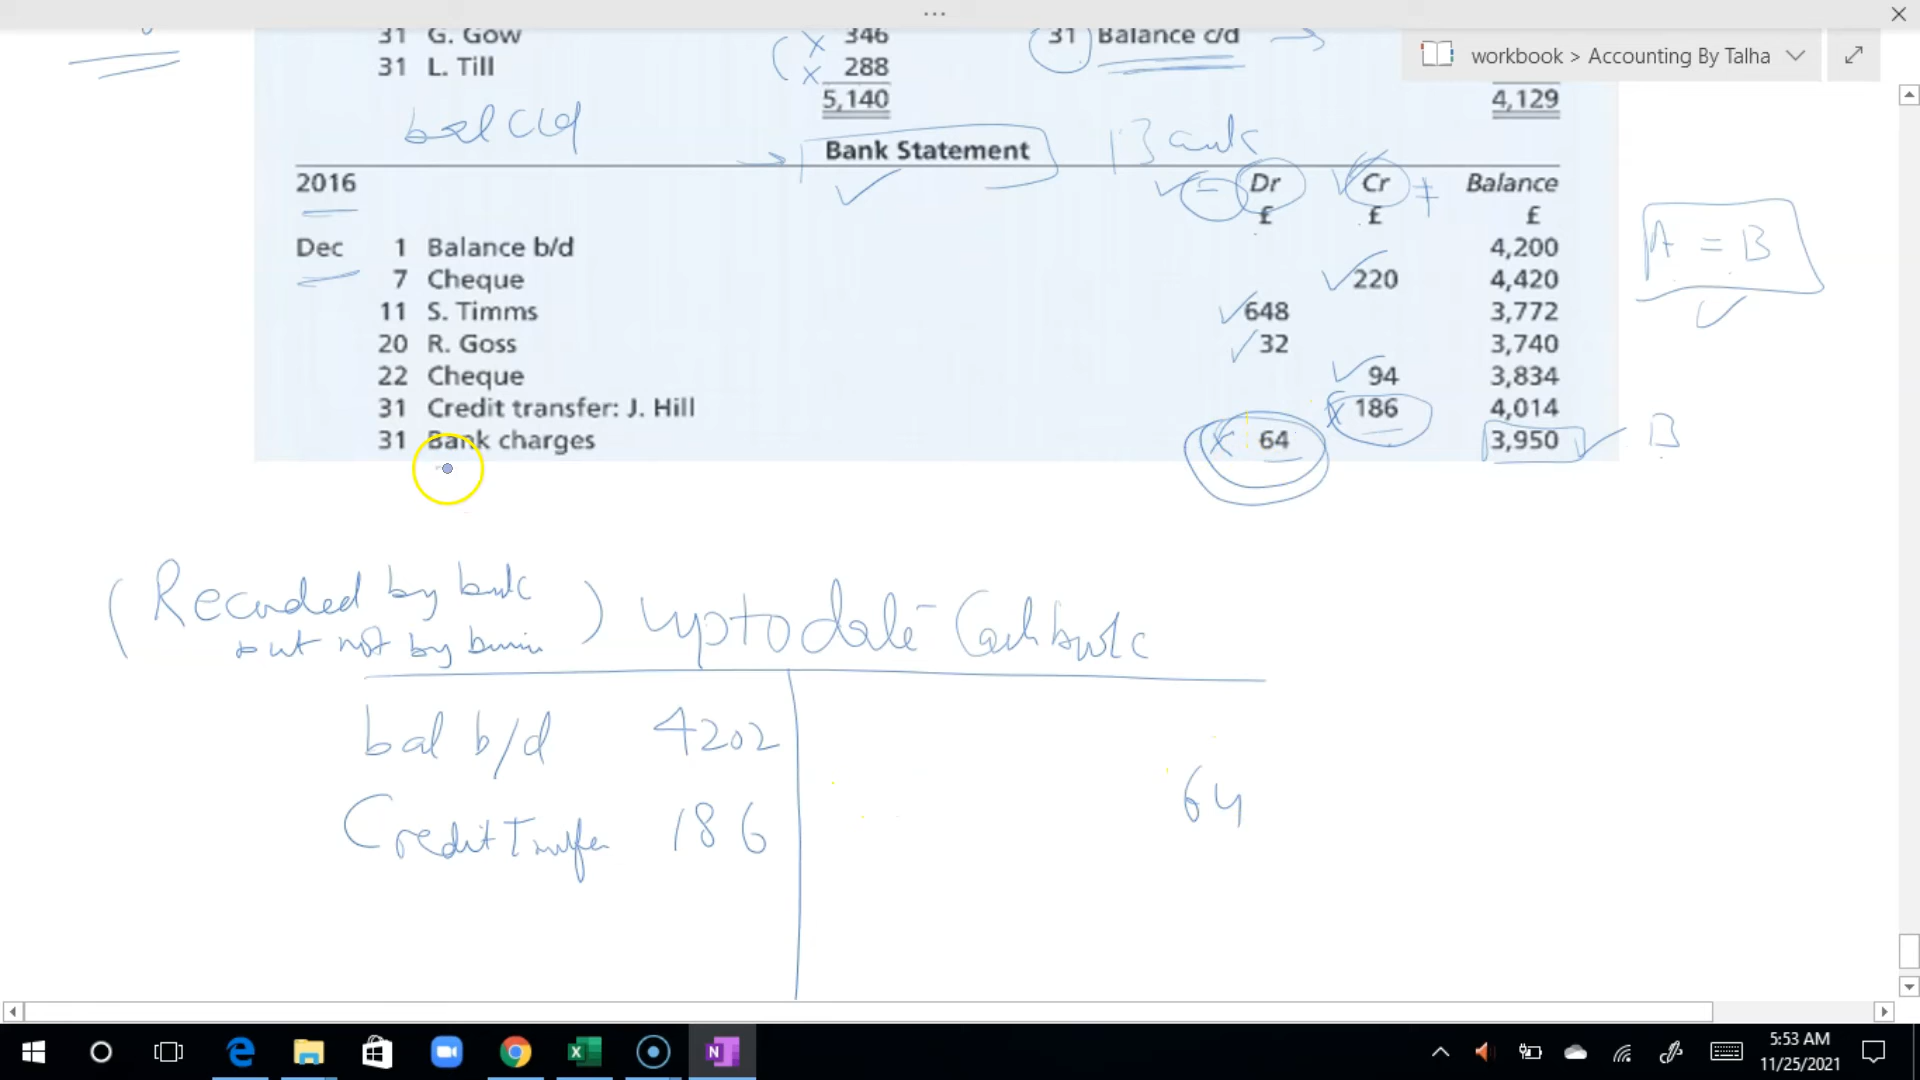 31 G. Gow 346 31 Balance c/d
31 L. Till 288
5,140 4,129
workbook > Accounting By Talha
bal c/d
Bank Statement
Bank
2016 - Dr Cr + Balance
£ £ £
Dec 1 Balance b/d 4,200
7 Cheque 220 4,420
11 S. Timms 648 3,772
20 R. Goss 32 3,740
22 Cheque 94 3,834
31 Credit transfer: J. Hill 186 4,014
31 Bank charges 64 3,950
A = B
B
(Recorded by bank
but not by busin)
upto date Cash book
bal b/d 4202
Credit Transfer 186 64
5:53 AM
11/25/2021